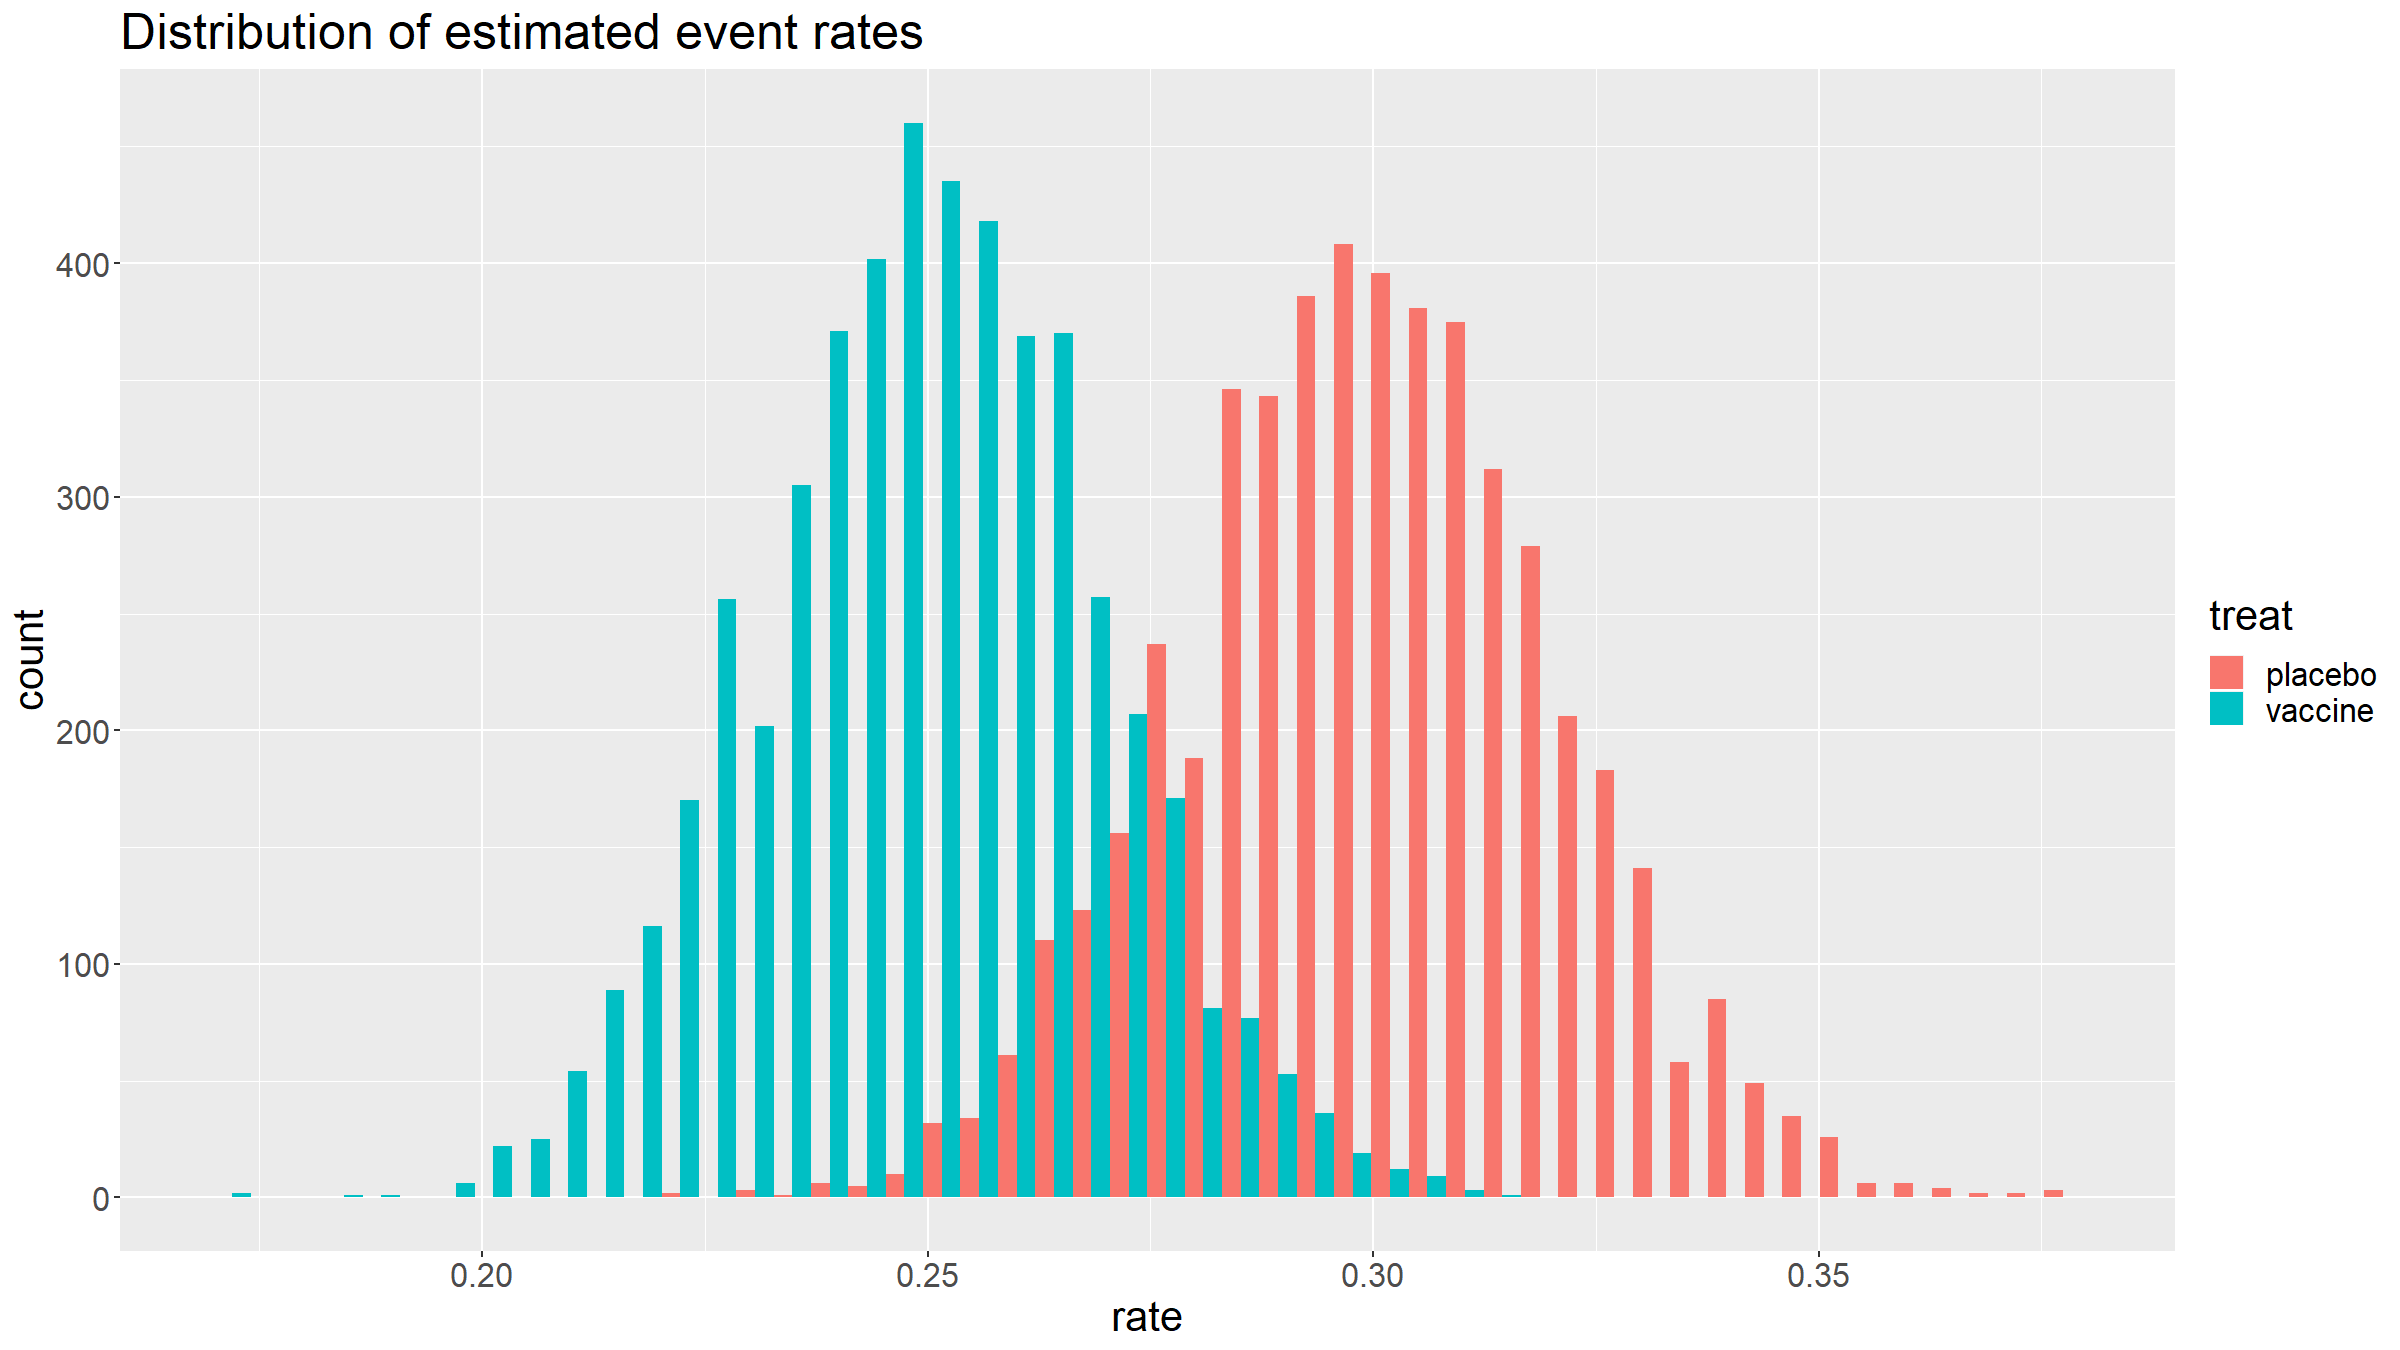 Distribution of estimated event rates
count
400
300
200
100
0
0.20
0.25
0.30
0.35
rate
treat
placebo
vaccine